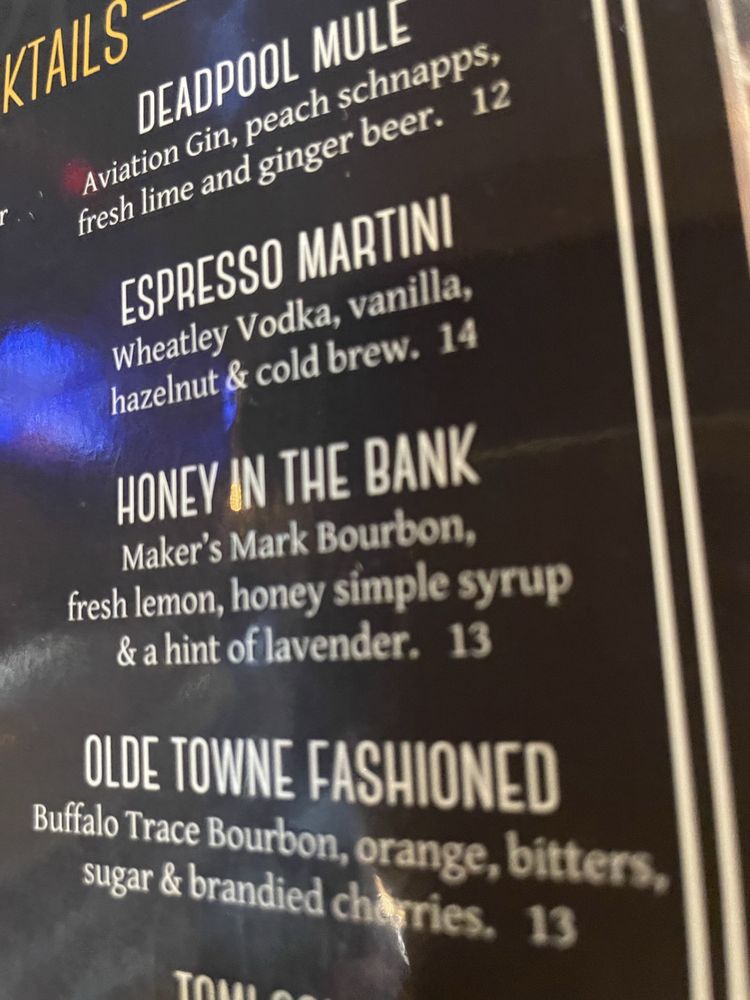 KTAILS
DEADPOOL MULE
Aviation Gin, peach schnapps,
fresh lime and ginger beer. 12
r
ESPRESSO MARTINI
Wheatley Vodka, vanilla,
hazelnut & cold brew. 14
HONEY IN THE BANK
Maker's Mark Bourbon,
fresh lemon, honey simple syrup
& a hint of lavender. 13
OLDE TOWNE FASHIONED
Buffalo Trace Bourbon, orange, bitters,
sugar & brandied cherries. 13